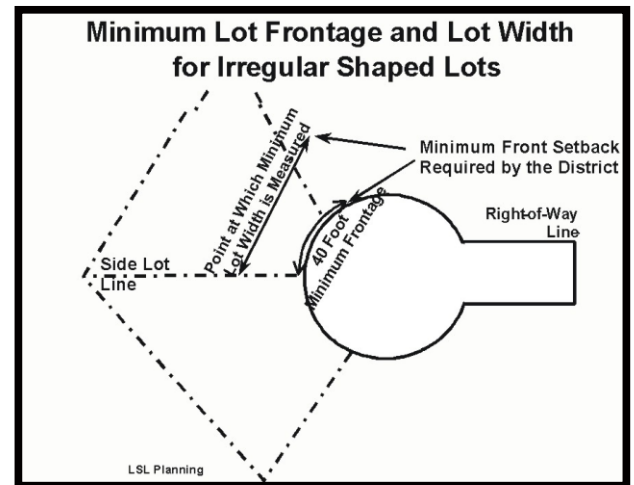 Minimum Lot Frontage and Lot Width
for Irregular Shaped Lots
Point at Which Minimum
Lot Width is Measured
Minimum Front Setback
Required by the District
Right-of-Way
Line
40 Foot
Minimum Frontage
Side Lot
Line
LSL Planning